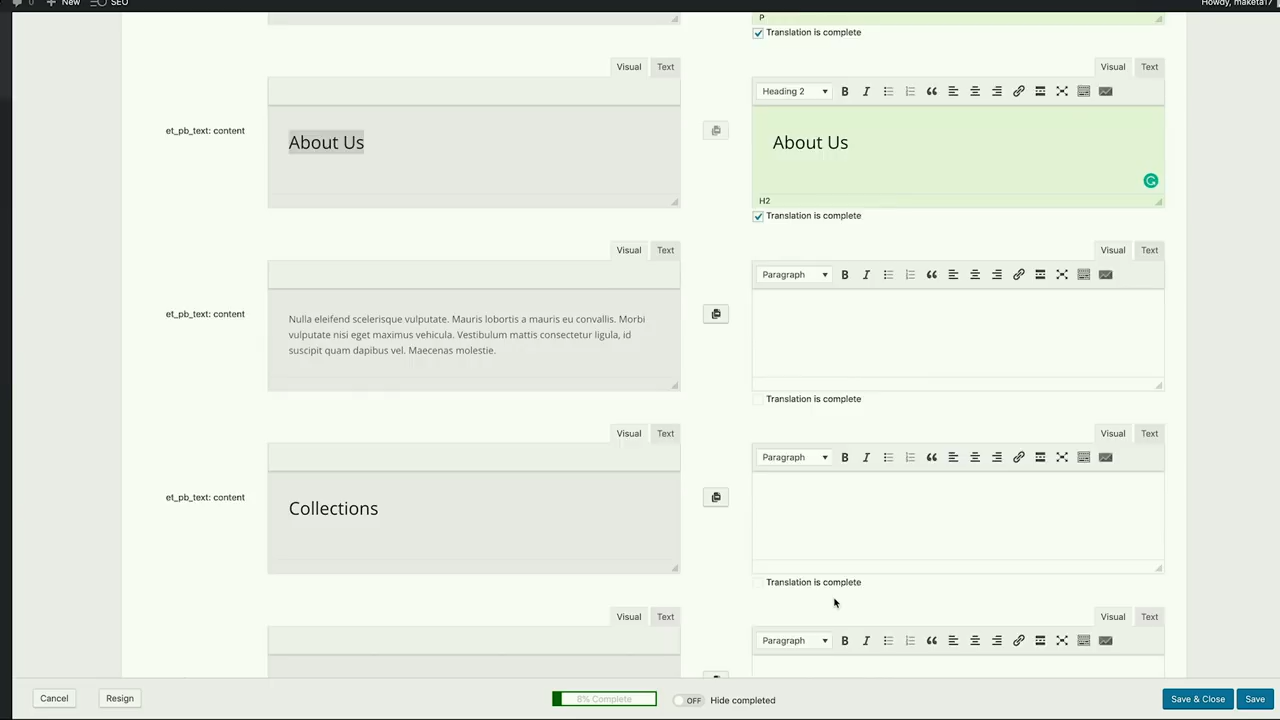 0
New
SEO
Howdy, maketa17
P
Translation is complete
Visual
Text
Visual
Text
et_pb_text: content
About Us
Heading 2
B
I
About Us
H2
Translation is complete
Visual
Text
Visual
Text
et_pb_text: content
Nulla eleifend scelerisque vulputate. Mauris lobortis a mauris eu convallis. Morbi
vulputate nisi eget maximus vehicula. Vestibulum mattis consectetur ligula, id
suscipit quam dapibus vel. Maecenas molestie.
Paragraph
B
I
Translation is complete
Visual
Text
Visual
Text
et_pb_text: content
Collections
Paragraph
B
I
Translation is complete
Visual
Text
Visual
Text
Paragraph
B
I
Cancel
Resign
8% Complete
OFF
Hide completed
Save & Close
Save